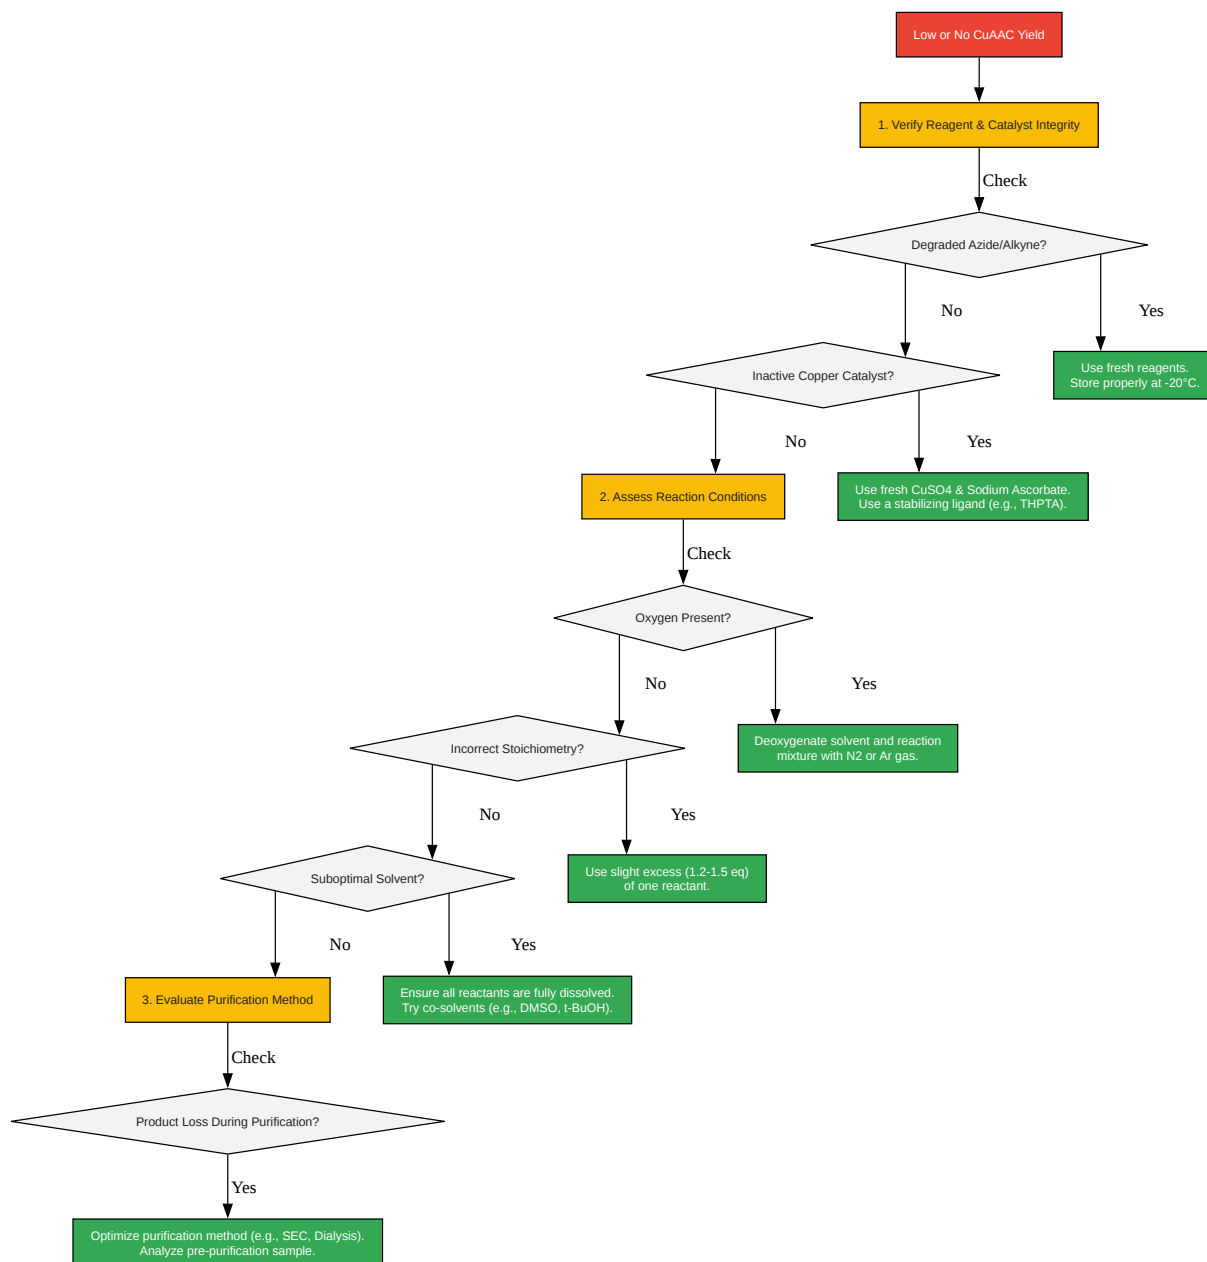 Low or No CuAAC Yield
1. Verify Reagent & Catalyst Integrity
Check
Degraded Azide/Alkyne?
No
Yes
Use fresh reagents.
Store properly at -20°C.
Inactive Copper Catalyst?
No
Yes
Use fresh CuSO4 & Sodium Ascorbate.
Use a stabilizing ligand (e.g., THPTA).
2. Assess Reaction Conditions
Check
Oxygen Present?
No
Yes
Deoxygenate solvent and reaction
mixture with N2 or Ar gas.
Incorrect Stoichiometry?
No
Yes
Use slight excess (1.2-1.5 eq)
of one reactant.
Suboptimal Solvent?
No
Yes
Ensure all reactants are fully dissolved.
Try co-solvents (e.g., DMSO, t-BuOH).
3. Evaluate Purification Method
Check
Product Loss During Purification?
Yes
Optimize purification method (e.g., SEC, Dialysis).
Analyze pre-purification sample.